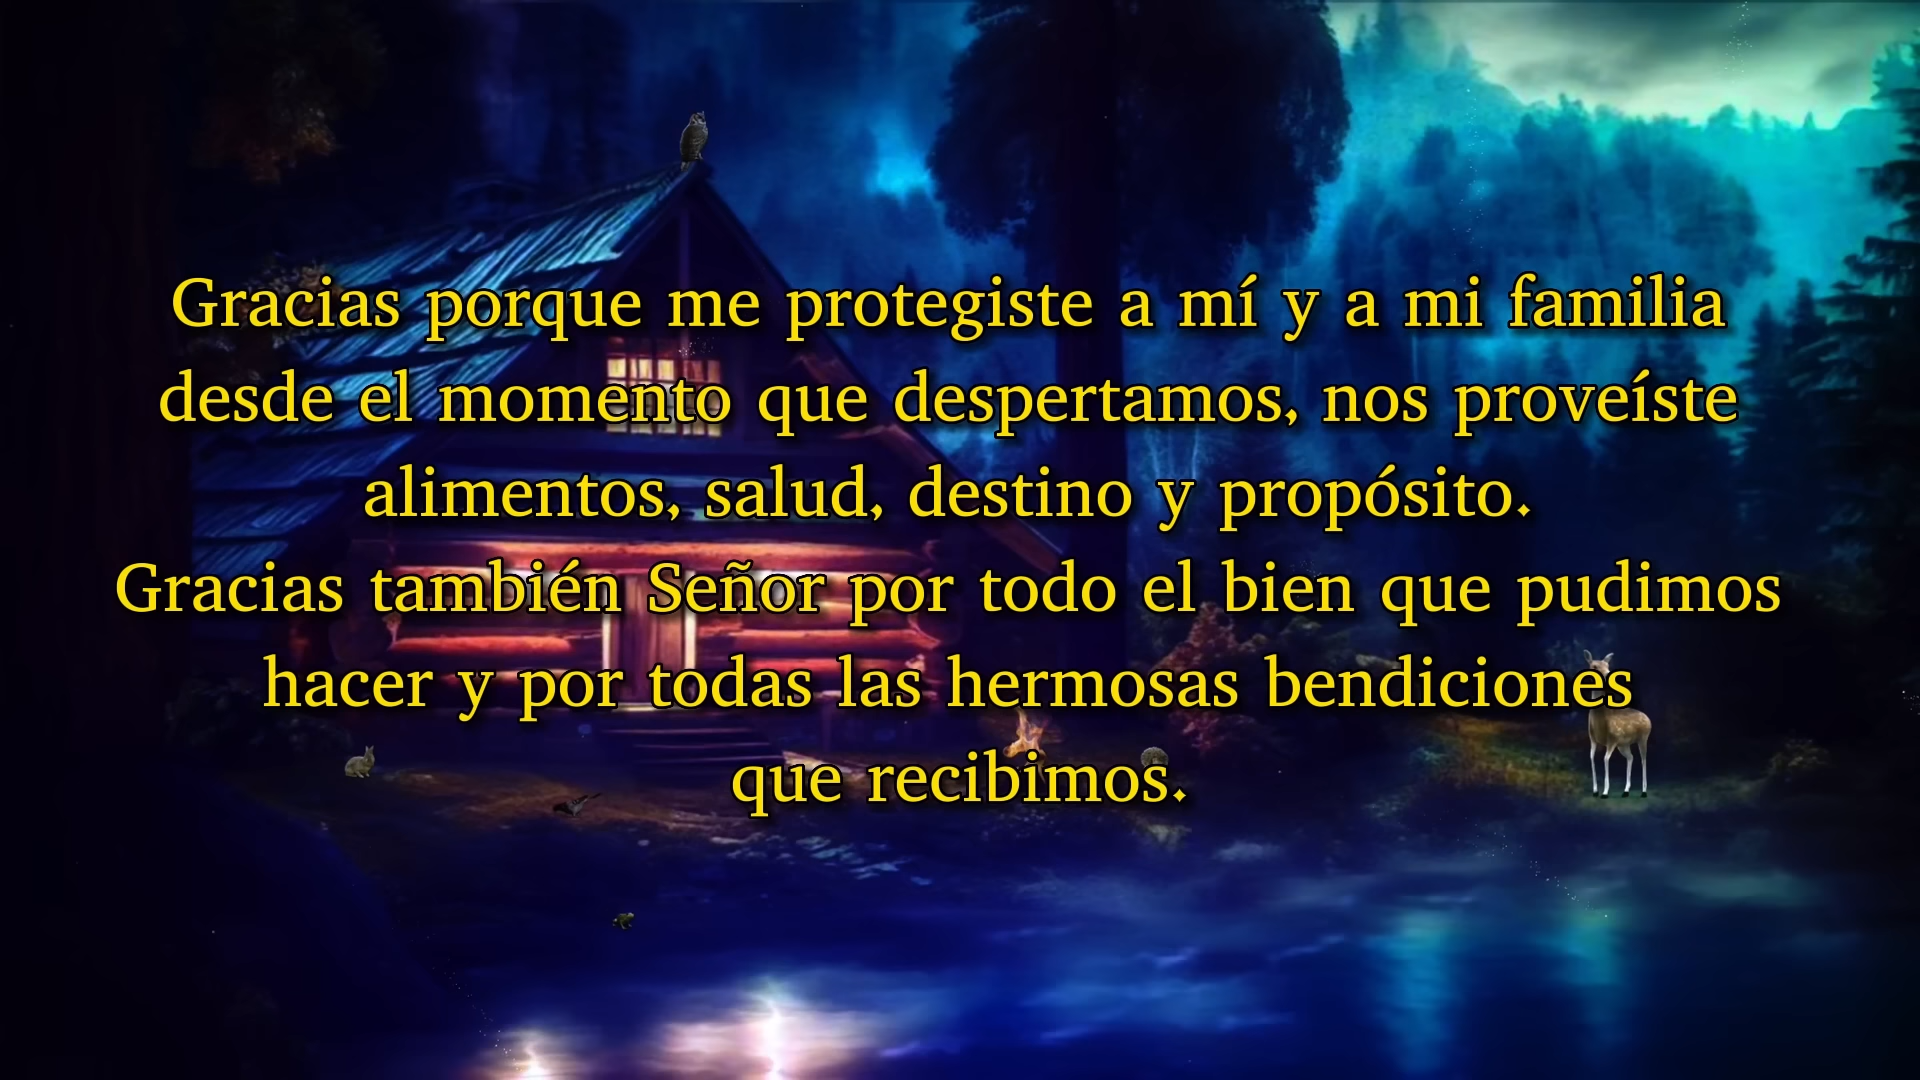 Gracias porque me protegiste a mí y a mi familia
desde el momento que despertamos, nos proveíste
alimentos, salud, destino y propósito.
Gracias también Señor por todo el bien que pudimos
hacer y por todas las hermosas bendiciones
que recibimos.